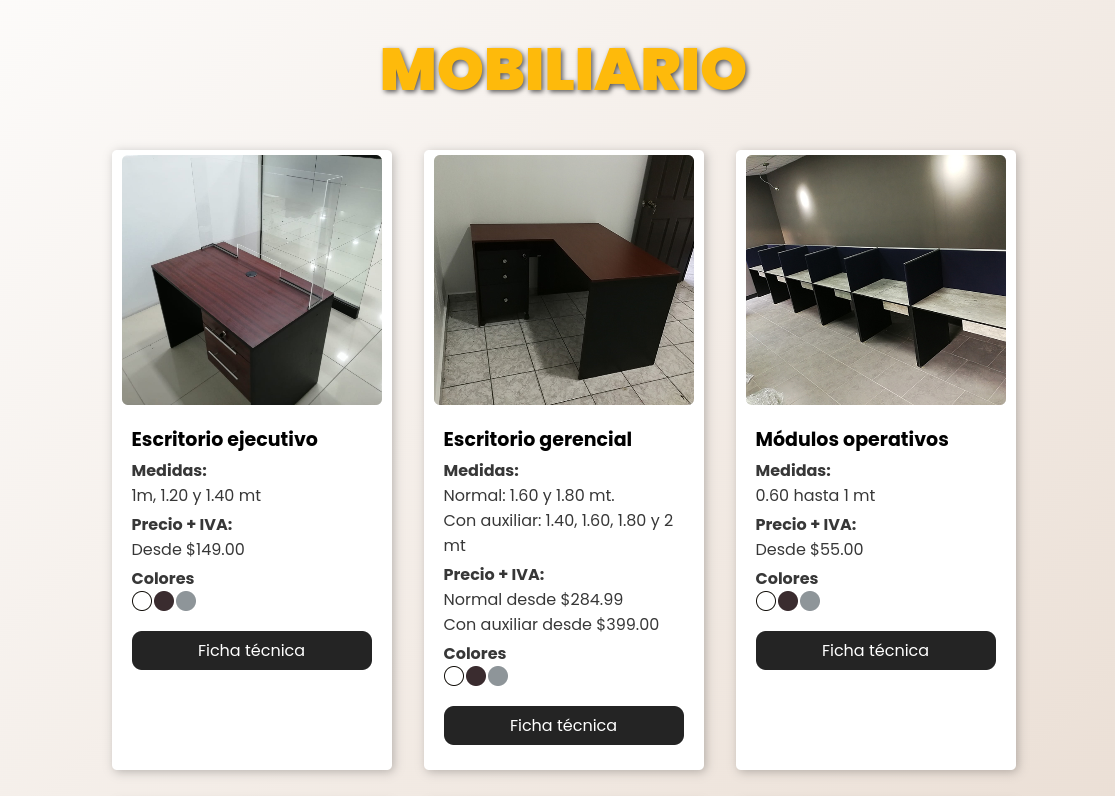 MOBILIARIO
Escritorio ejecutivo
Medidas:
1m, 1.20 y 1.40 mt
Precio + IVA:
Desde $149.00
Colores
Ficha técnica
Escritorio gerencial
Medidas:
Normal: 1.60 y 1.80 mt.
Con auxiliar: 1.40, 1.60, 1.80 y 2
mt
Precio + IVA:
Normal desde $284.99
Con auxiliar desde $399.00
Colores
Ficha técnica
Módulos operativos
Medidas:
0.60 hasta 1 mt
Precio + IVA:
Desde $55.00
Colores
Ficha técnica